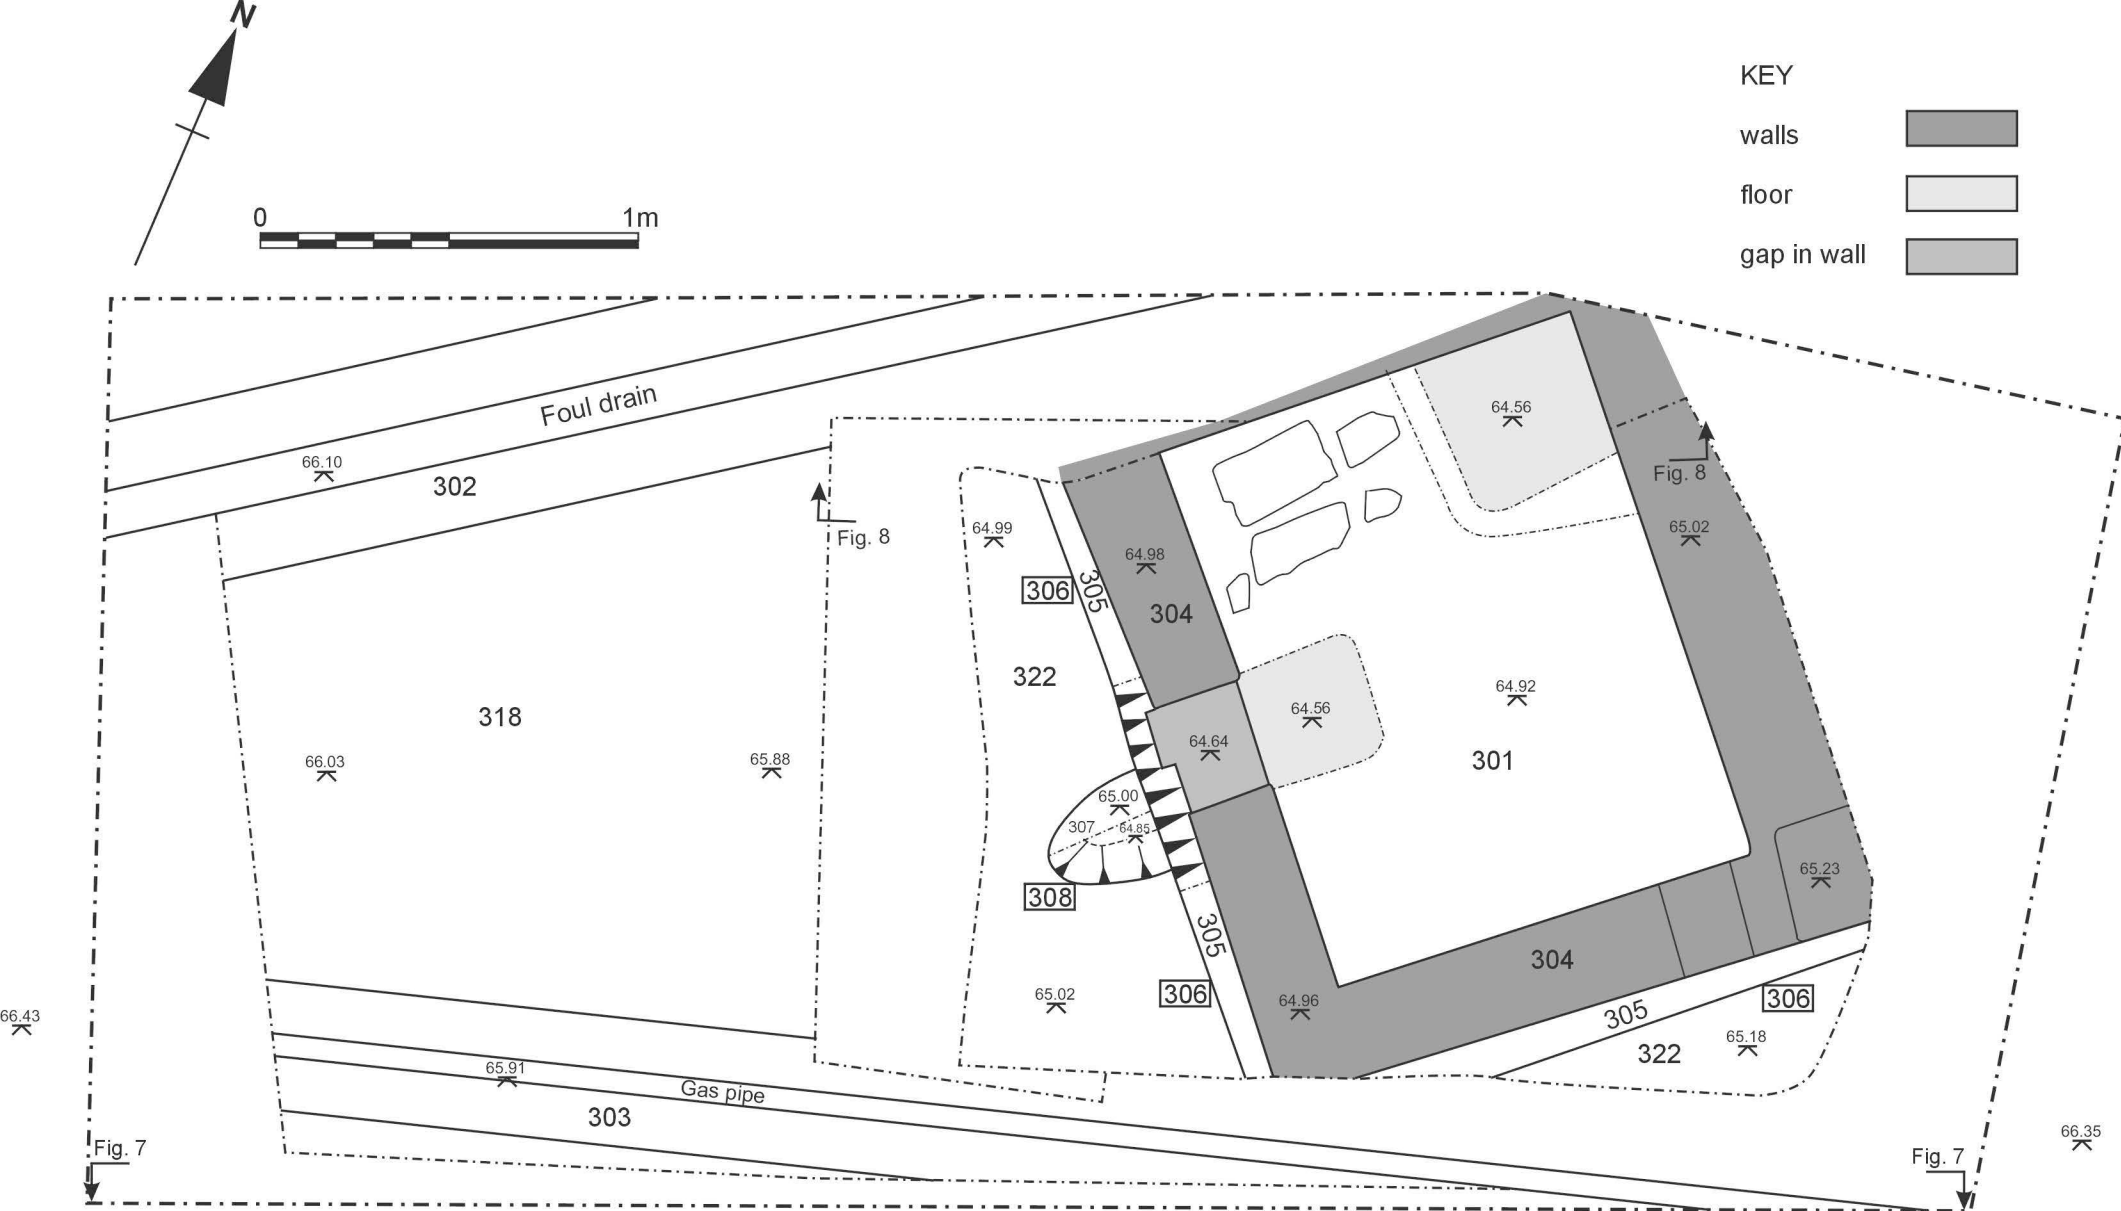 N
KEY
walls
floor
gap in wall
0 1m
Foul drain
66.10
302
64.56
Fig. 8
Fig. 8
64.99
64.98
65.02
306
305
304
322
64.92
64.56
318
64.64
301
66.03
65.88
65.00
307
64.85
308
65.23
305
304
65.02
306
64.96
306
305
322
65.18
66.43
65.91
Gas pipe
303
66.35
Fig. 7
Fig. 7